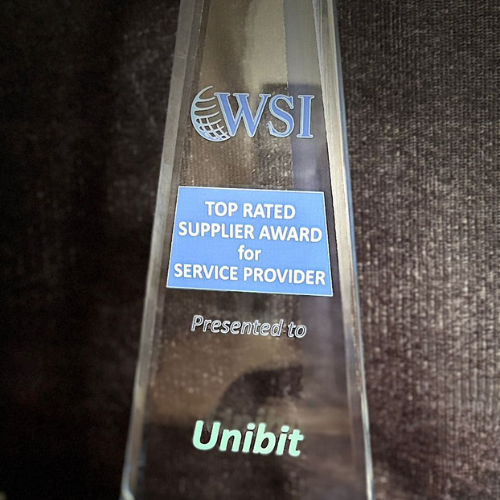 WSI
TOP RATED
SUPPLIER AWARD
for
SERVICE PROVIDER
Presented to
Unibit